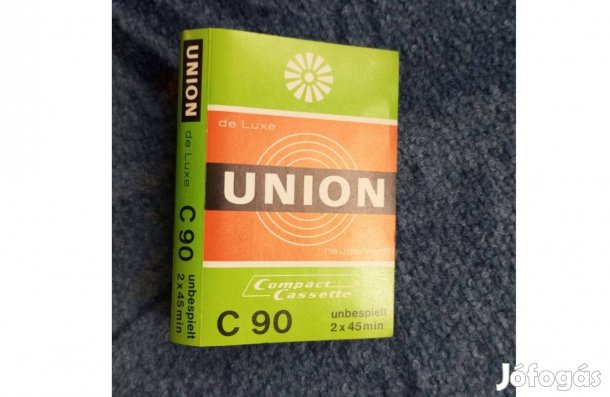 UNION
de Luxe
C 90
unbespielt
2 x 45 min
de Luxe
UNION
Compact
Cassette
C 90
unbespielt
2 x 45 min
Jófogás